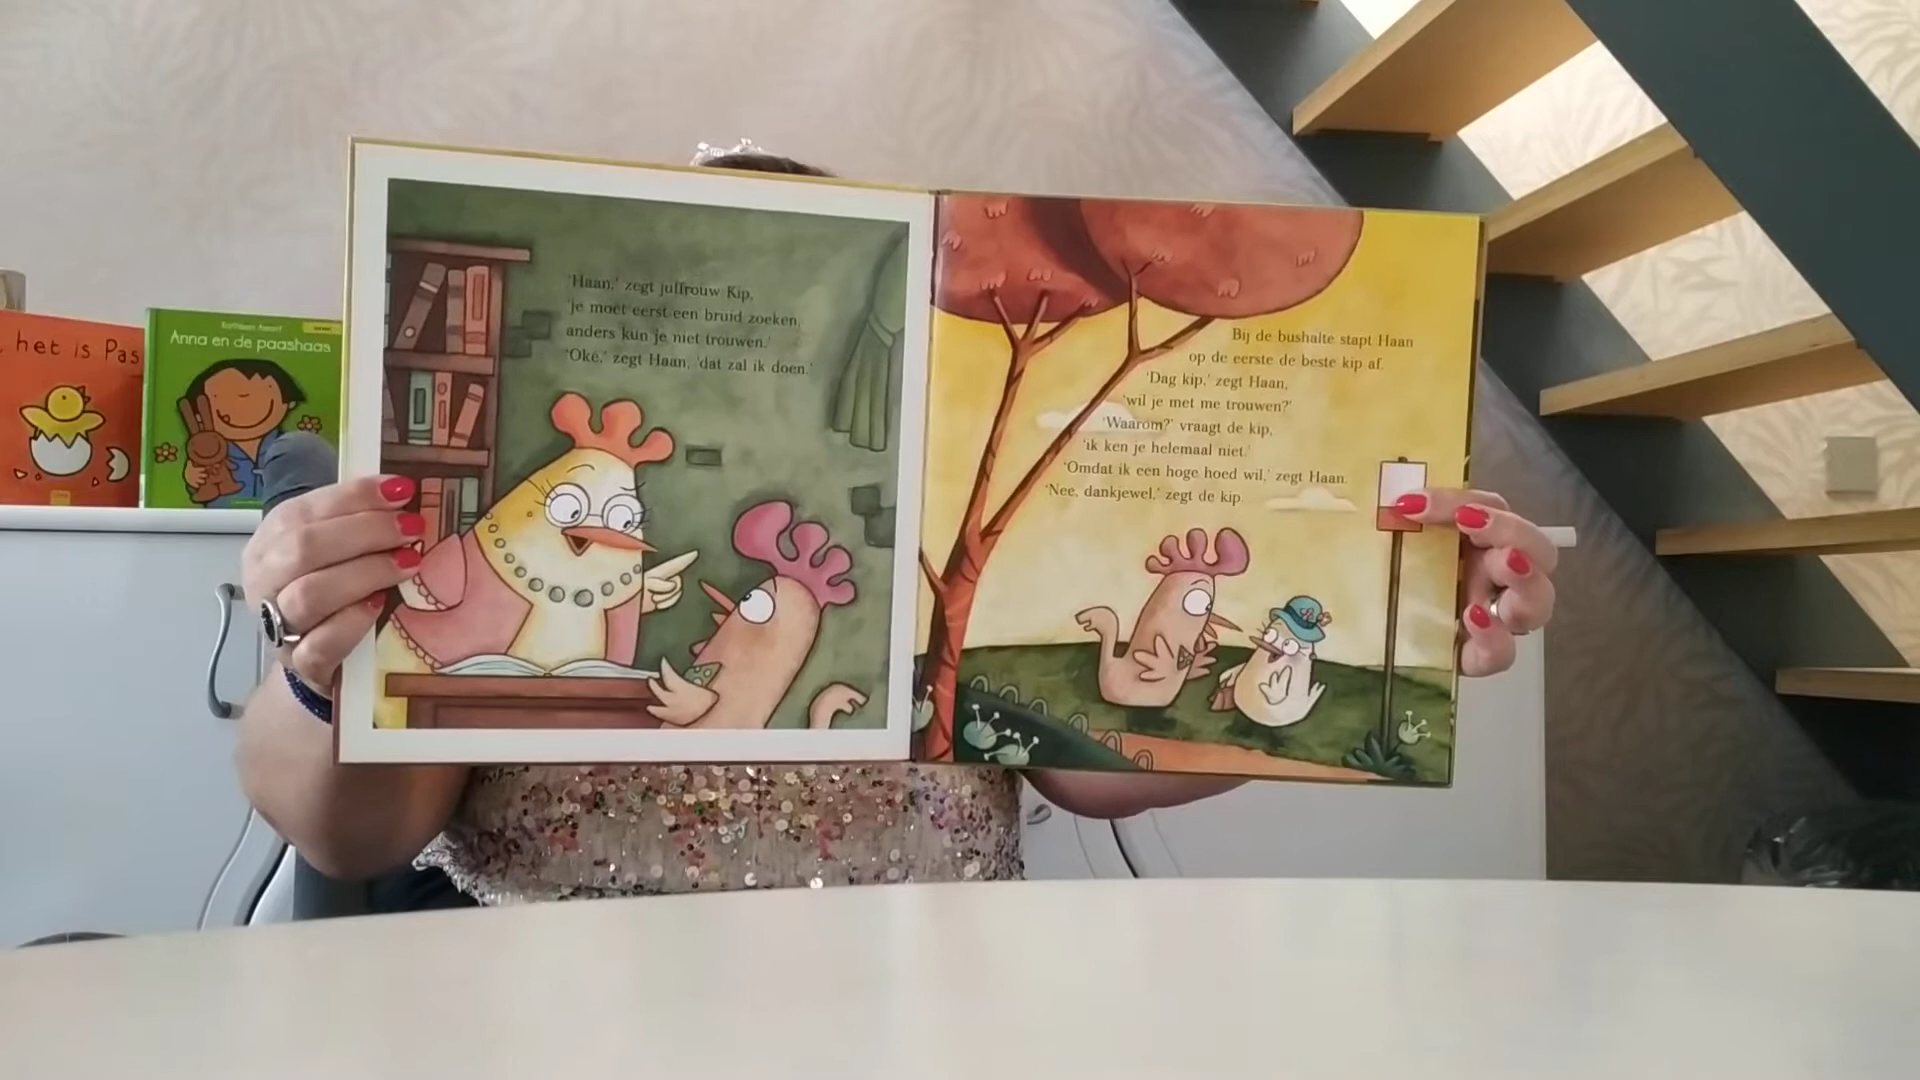 het is Pas
Kathleen Amant
Anna en de paashaas
'Haan,' zegt juffrouw Kip,
'je moet eerst een bruid zoeken,
anders kun je niet trouwen.'
'Oké,' zegt Haan, 'dat zal ik doen.'
Bij de bushalte stapt Haan
op de eerste de beste kip af.
'Dag kip,' zegt Haan,
'wil je met me trouwen?'
'Waarom?' vraagt de kip,
'ik ken je helemaal niet.'
'Omdat ik een hoge hoed wil,' zegt Haan.
'Nee, dankjewel,' zegt de kip.